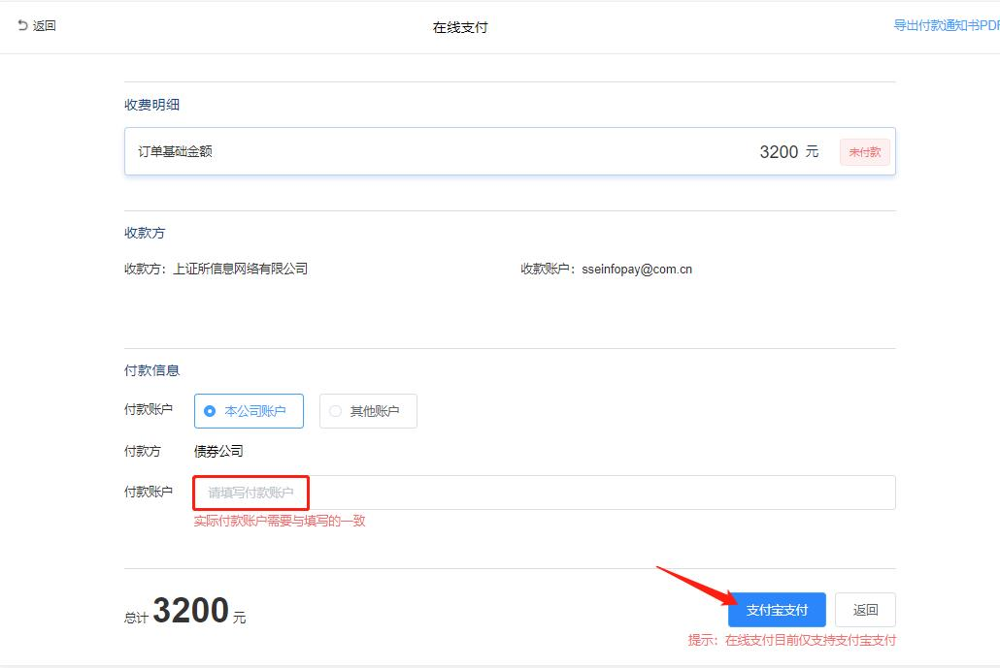 返回 在线支付 导出付款通知书PDF
收费明细
订单基础金额 3200 元 未付款
收款方
收款方：上证所信息网络有限公司 收款账户：sseinfopay@com.cn
付款信息
付款账户 本公司账户 其他账户
付款方 债券公司
付款账户 请填写付款账户
实际付款账户需要与填写的一致
总计 3200 元 支付宝支付 返回
提示：在线支付目前仅支持支付宝支付